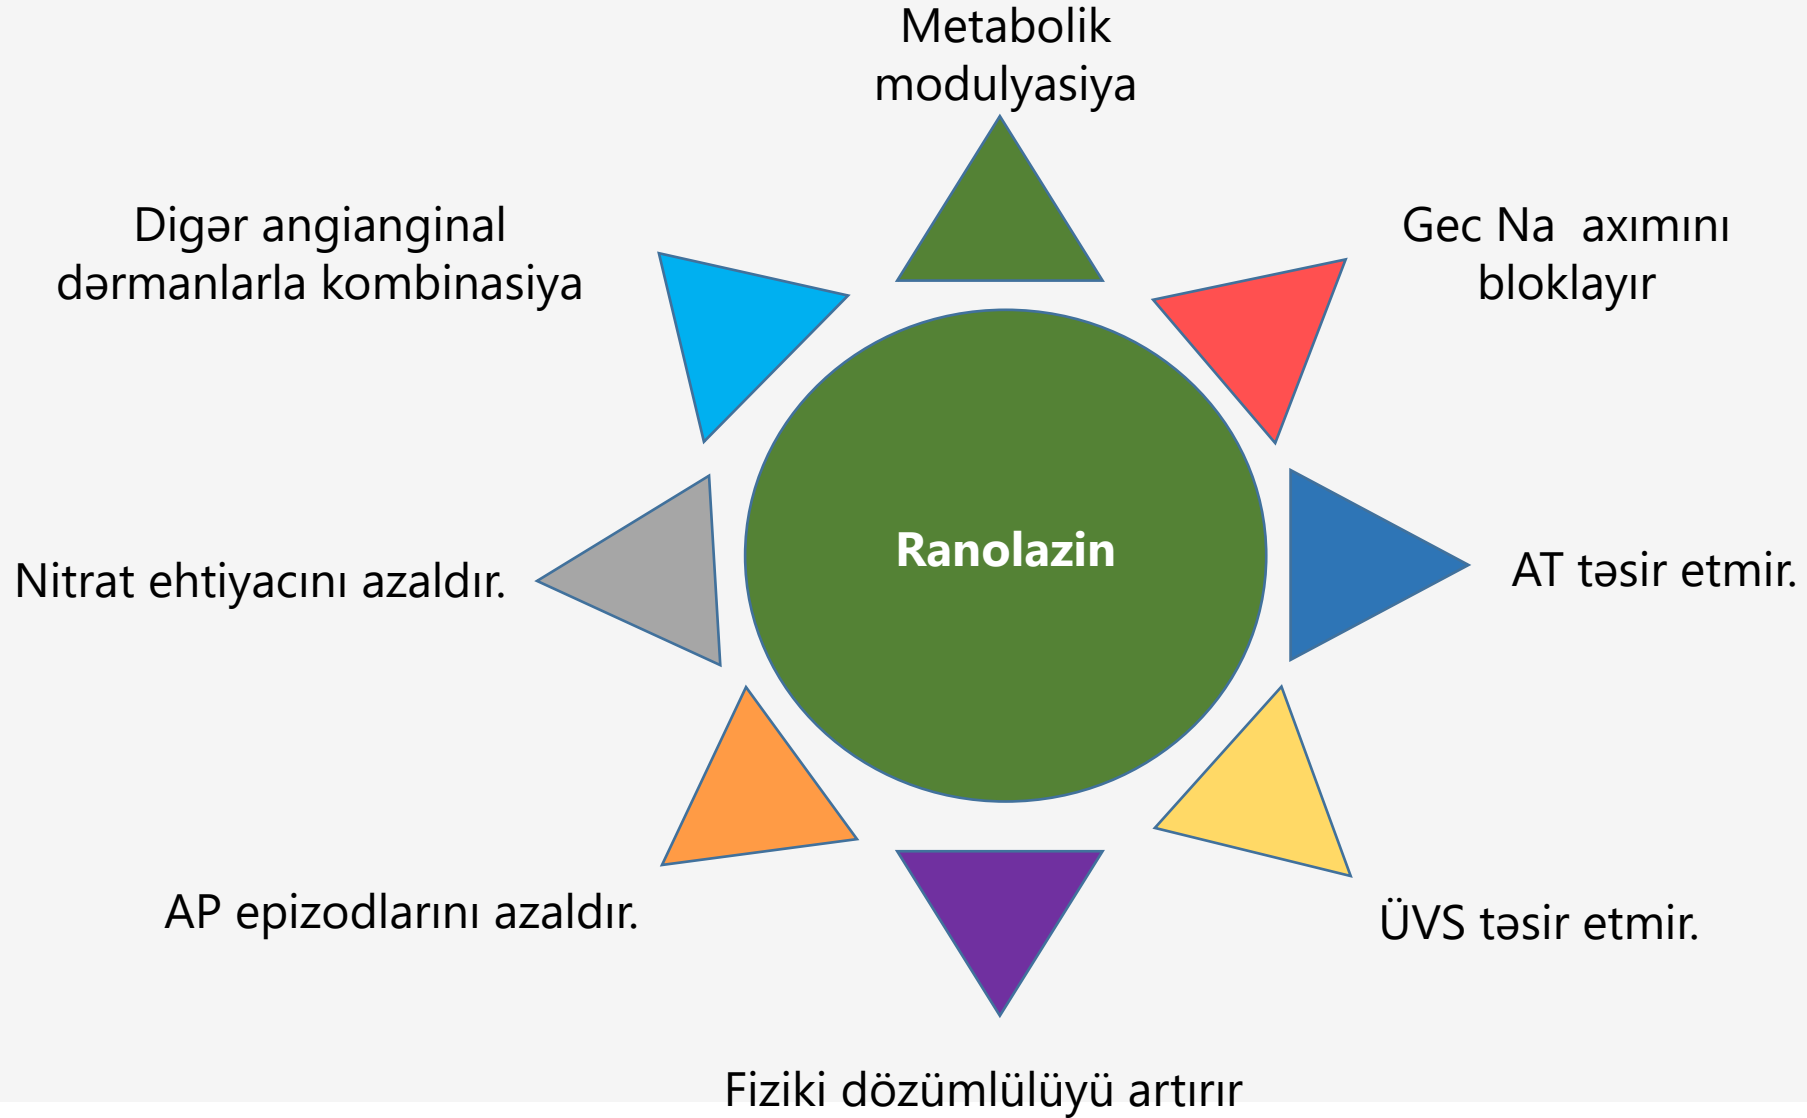 Metabolik
modulyasiya
Digər angianginal
dərmanlarla kombinasiya
Gec Na  axımını
bloklayır
Ranolazin
Nitrat ehtiyacını azaldır.
AT təsir etmir.
AP epizodlarını azaldır.
ÜVS təsir etmir.
Fiziki dözümlülüyü artırır